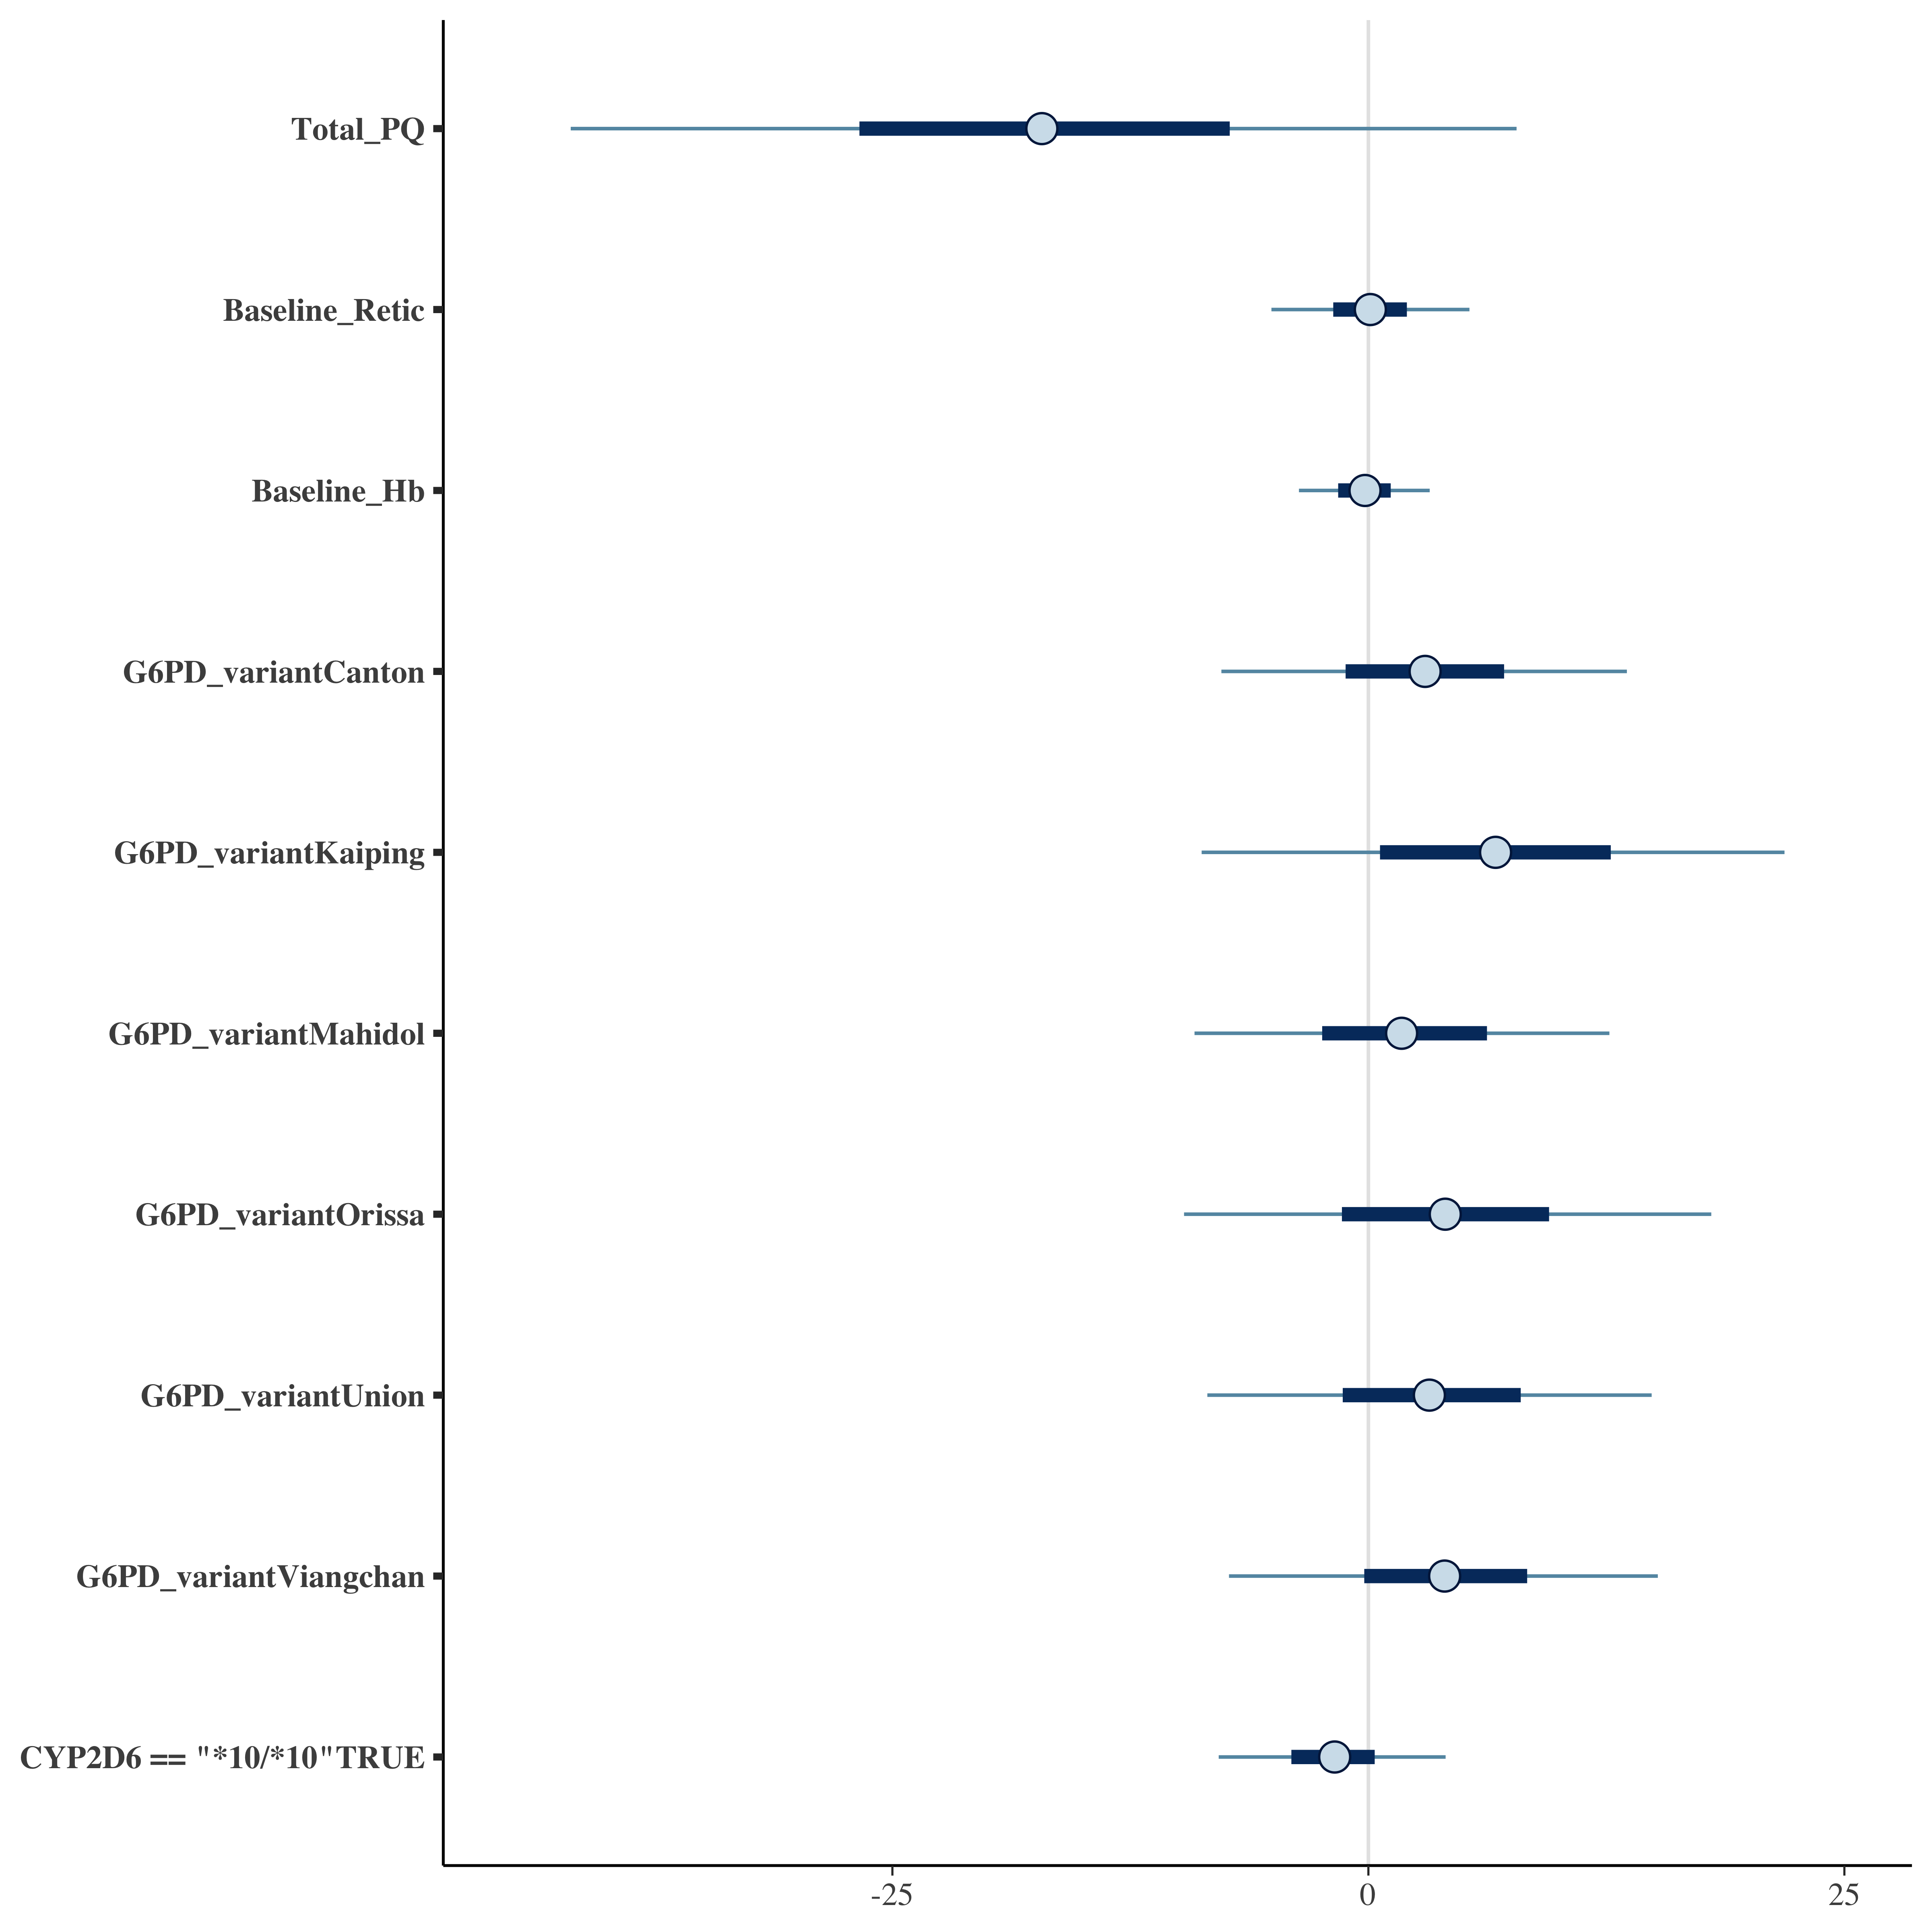 Total_PQ
Baseline_Retic
Baseline_Hb
G6PD_variantCanton
G6PD_variantKaiping
G6PD_variantMahidol
G6PD_variantOrissa
G6PD_variantUnion
G6PD_variantViangchan
CYP2D6 == "*10/*10"TRUE
-25 0 25